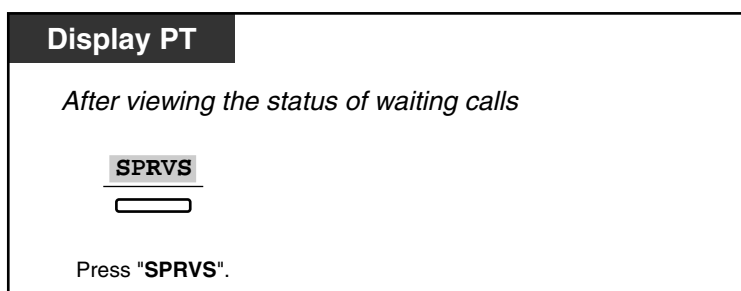 Display PT
After viewing the status of waiting calls
SPRVS
Press "SPRVS".